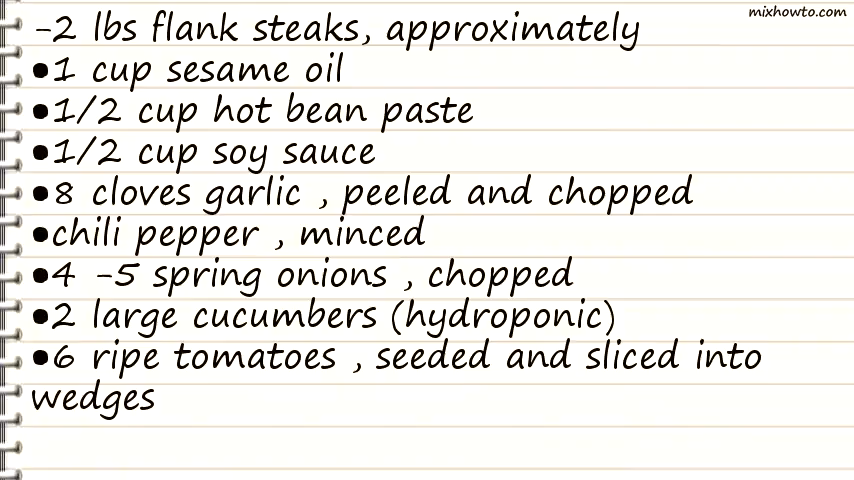 mixhowto.com
-2 lbs flank steaks, approximately
•1 cup sesame oil
•1/2 cup hot bean paste
•1/2 cup soy sauce
•8 cloves garlic , peeled and chopped
•chili pepper , minced
•4 -5 spring onions , chopped
•2 large cucumbers (hydroponic)
•6 ripe tomatoes , seeded and sliced into
wedges